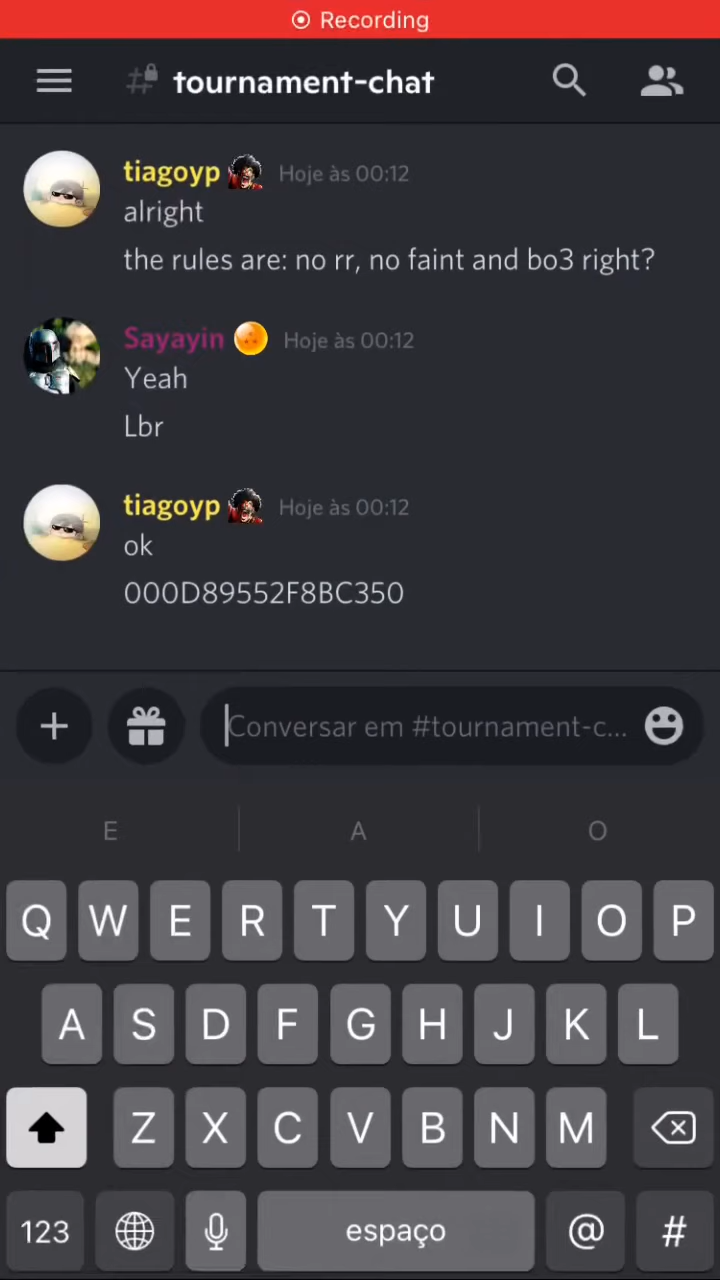 Recording
tournament-chat
tiagoyp Hoje às 00:12
alright
the rules are: no rr, no faint and bo3 right?
Sayayin Hoje às 00:12
Yeah
Lbr
tiagoyp Hoje às 00:12
ok
000D89552F8BC350
Conversar em #tournament-c...
E A O
Q W E R T Y U I O P
A S D F G H J K L
Z X C V B N M
123 espaço @ #